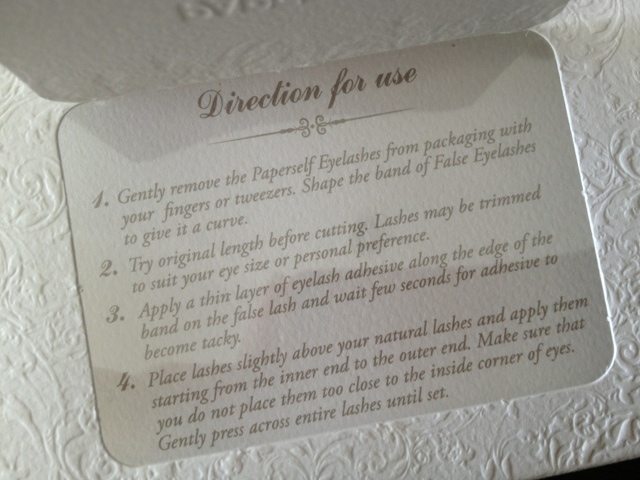 Direction for use
1. Gently remove the Paperself Eyelashes from packaging with
your fingers or tweezers. Shape the band of False Eyelashes
to give it a curve.
2. Try original length before cutting. Lashes may be trimmed
to suit your eye size or personal preference.
3. Apply a thin layer of eyelash adhesive along the edge of the
band on the false lash and wait few seconds for adhesive to
become tacky.
4. Place lashes slightly above your natural lashes and apply them
starting from the inner end to the outer end. Make sure that
you do not place them too close to the inside corner of eyes.
Gently press across entire lashes until set.